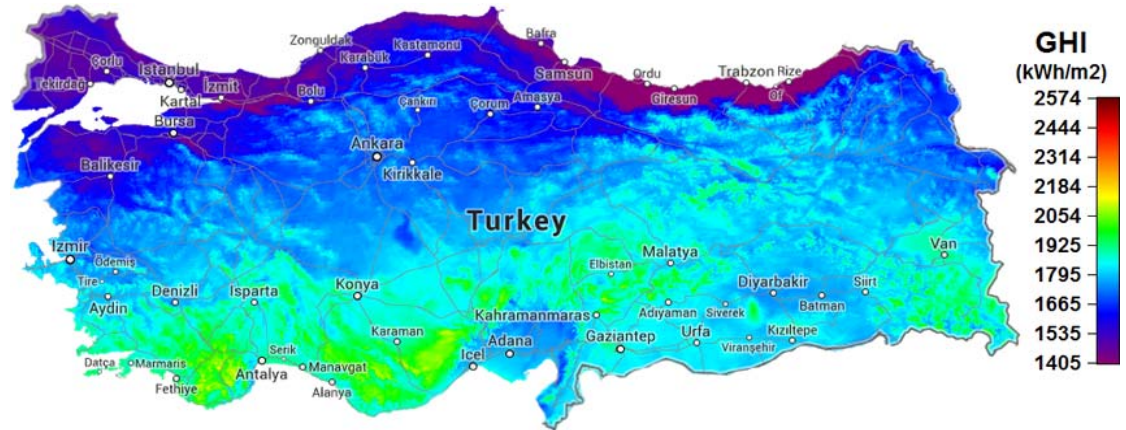 Bafra
Zonguldak
Kastamonu
Karabük
Çorlu
Istanbul
Tekirdağ
Izmit
Kartal
Bolu
Samsun
Ordu
Trabzon
Rize
Giresun
Of
Çankırı
Çorum
Amasya
Bursa
Ankara
Balikesir
Kirikkale
Turkey
Izmir
Ödemiş
Tire
Aydin
Denizli
Isparta
Konya
Elbistan
Malatya
Van
Diyarbakir
Siirt
Batman
Adıyaman
Siverek
Kahramanmaras
Karaman
Gaziantep
Urfa
Kızıltepe
Viranşehir
Adana
Icel
Serik
Datça
Marmaris
Fethiye
Antalya
Manavgat
Alanya
GHI
(kWh/m2)
2574
2444
2314
2184
2054
1925
1795
1665
1535
1405